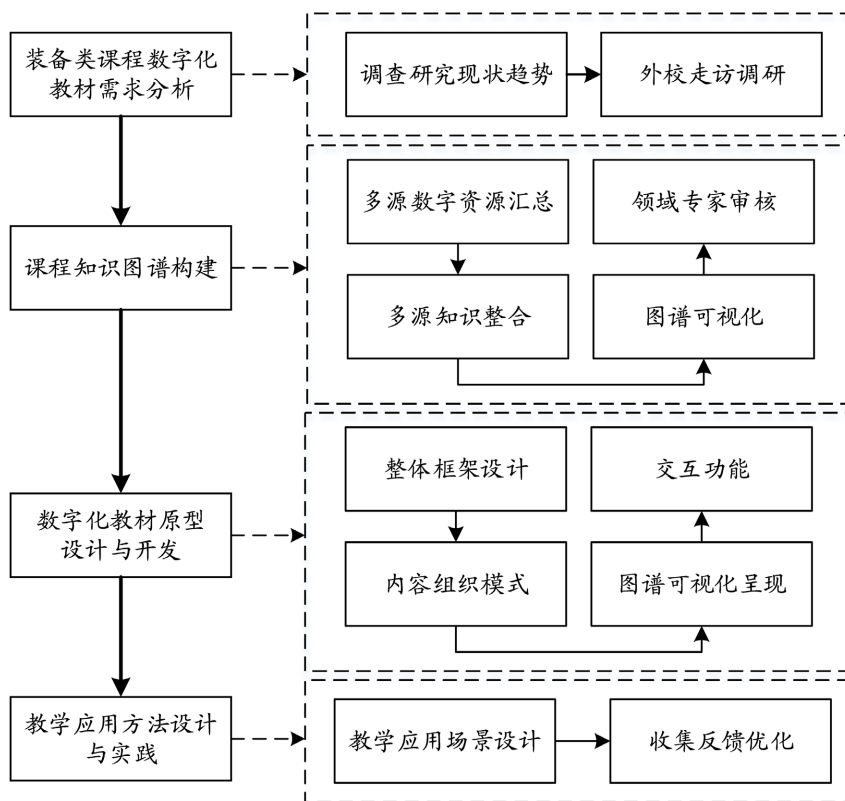 装备类课程数字化
教材需求分析
调查研究现状趋势
外校走访调研
课程知识图谱构建
多源数字资源汇总
领域专家审核
多源知识整合
图谱可视化
数字化教材原型
设计与开发
整体框架设计
交互功能
内容组织模式
图谱可视化呈现
教学应用方法设计
与实践
教学应用场景设计
收集反馈优化